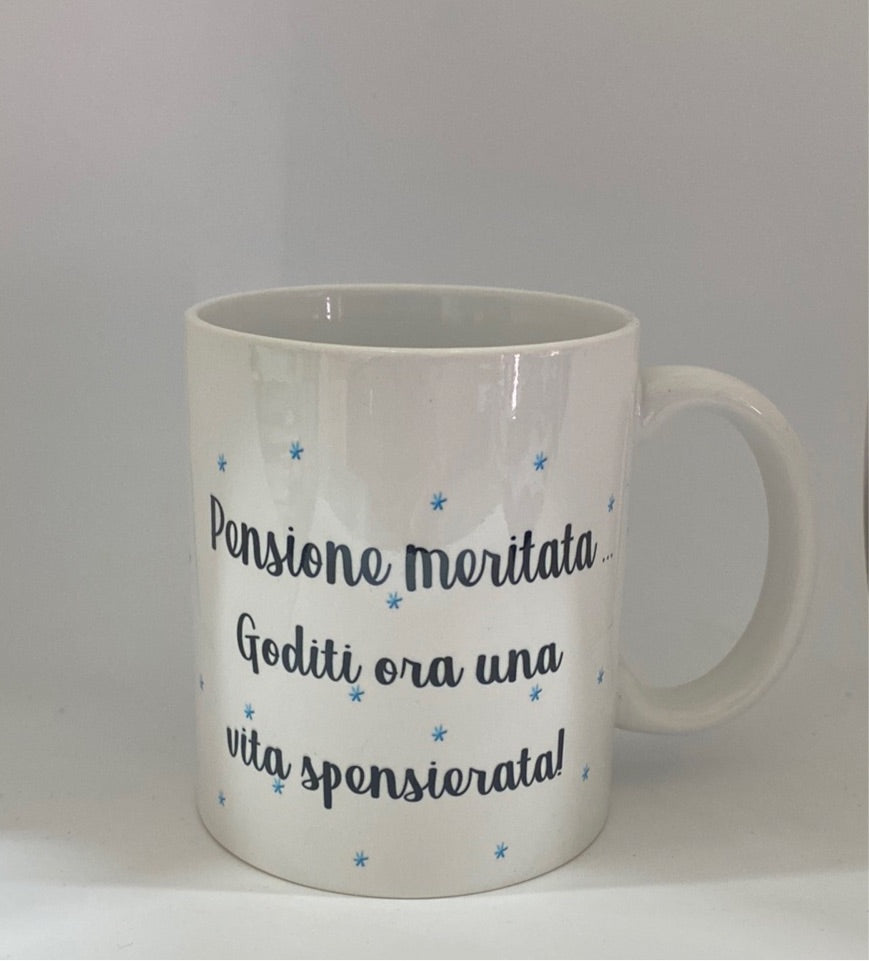 Pensione meritata...
Goditi ora una
vita spensierata!